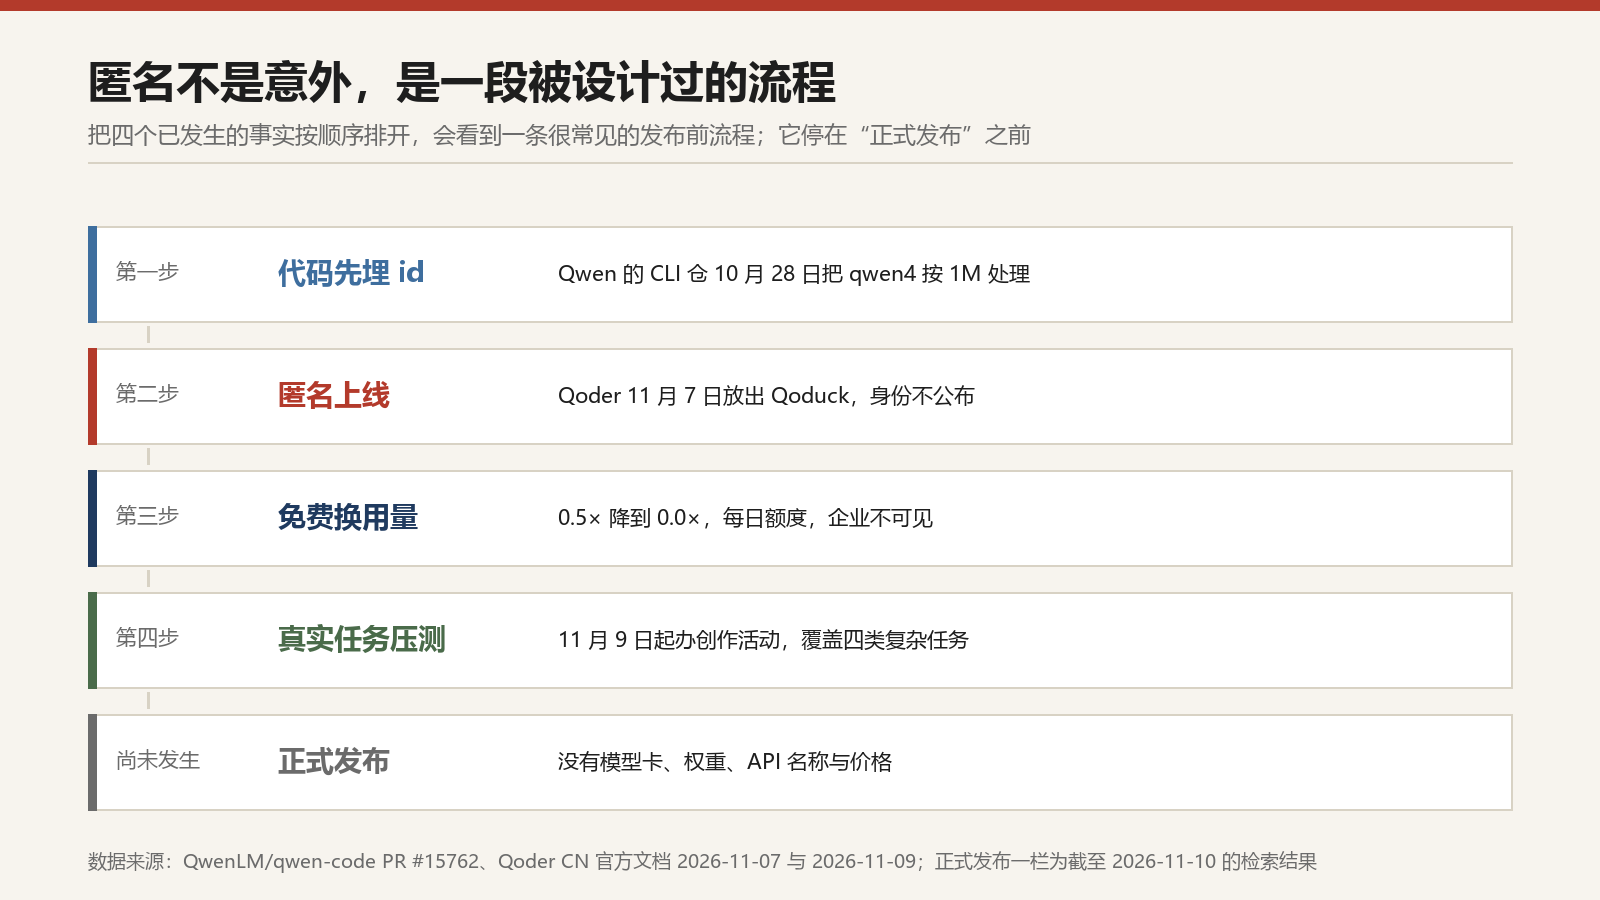 匿名不是意外，是一段被设计过的流程
把四个已发生的事实按顺序排开，会看到一条很常见的发布前流程；它停在“正式发布”之前
第一步 代码先埋 id Qwen 的 CLI 仓 10 月 28 日把 qwen4 按 1M 处理
第二步 匿名上线 Qoder 11 月 7 日放出 Qoduck，身份不公布
第三步 免费换用量 0.5× 降到 0.0×，每日额度，企业不可见
第四步 真实任务压测 11 月 9 日起办创作活动，覆盖四类复杂任务
尚未发生 正式发布 没有模型卡、权重、API 名称与价格
数据来源：QwenLM/qwen-code PR #15762、Qoder CN 官方文档 2026-11-07 与 2026-11-09；正式发布一栏为截至 2026-11-10 的检索结果